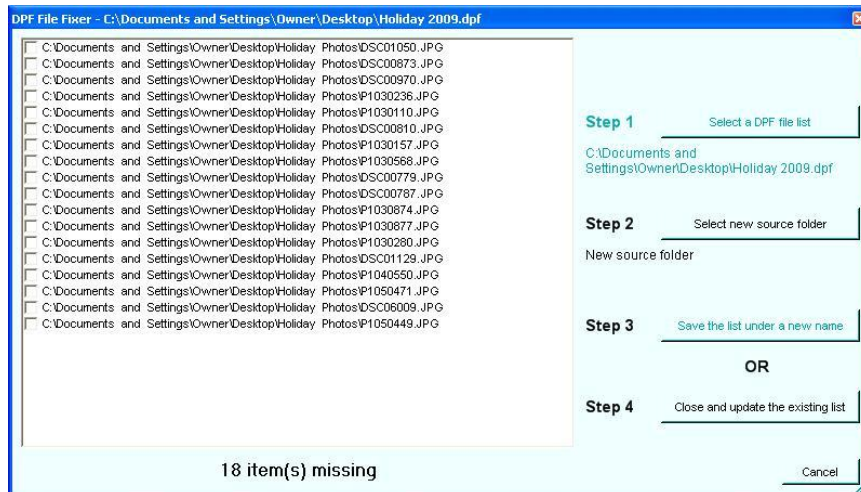 DPF File Fixer - C:\Documents and Settings\Owner\Desktop\Holiday 2009.dpf
C:\Documents and Settings\Owner\Desktop\Holiday Photos\DSC01050.JPG
C:\Documents and Settings\Owner\Desktop\Holiday Photos\DSC00873.JPG
C:\Documents and Settings\Owner\Desktop\Holiday Photos\DSC00970.JPG
C:\Documents and Settings\Owner\Desktop\Holiday Photos\P1030236.JPG
C:\Documents and Settings\Owner\Desktop\Holiday Photos\P1030110.JPG
C:\Documents and Settings\Owner\Desktop\Holiday Photos\DSC00810.JPG
C:\Documents and Settings\Owner\Desktop\Holiday Photos\P1030157.JPG
C:\Documents and Settings\Owner\Desktop\Holiday Photos\P1030568.JPG
C:\Documents and Settings\Owner\Desktop\Holiday Photos\DSC00779.JPG
C:\Documents and Settings\Owner\Desktop\Holiday Photos\DSC00787.JPG
C:\Documents and Settings\Owner\Desktop\Holiday Photos\P1030874.JPG
C:\Documents and Settings\Owner\Desktop\Holiday Photos\P1030877.JPG
C:\Documents and Settings\Owner\Desktop\Holiday Photos\P1030280.JPG
C:\Documents and Settings\Owner\Desktop\Holiday Photos\DSC01129.JPG
C:\Documents and Settings\Owner\Desktop\Holiday Photos\P1040550.JPG
C:\Documents and Settings\Owner\Desktop\Holiday Photos\P1050471.JPG
C:\Documents and Settings\Owner\Desktop\Holiday Photos\DSC06009.JPG
C:\Documents and Settings\Owner\Desktop\Holiday Photos\P1050449.JPG
18 item(s) missing
Step 1 Select a DPF file list
C:\Documents and
Settings\Owner\Desktop\Holiday 2009.dpf
Step 2 Select new source folder
New source folder
Step 3 Save the list under a new name
OR
Step 4 Close and update the existing list
Cancel